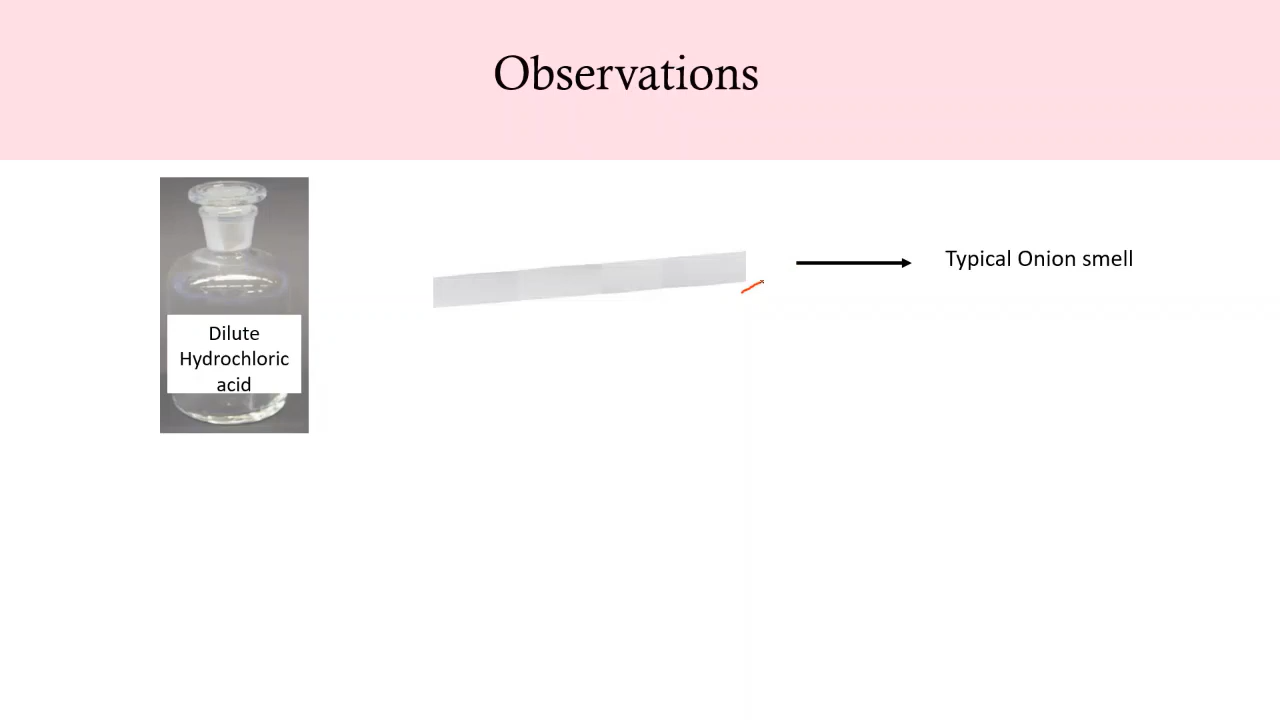 Observations
Dilute
Hydrochloric
acid
Typical Onion smell